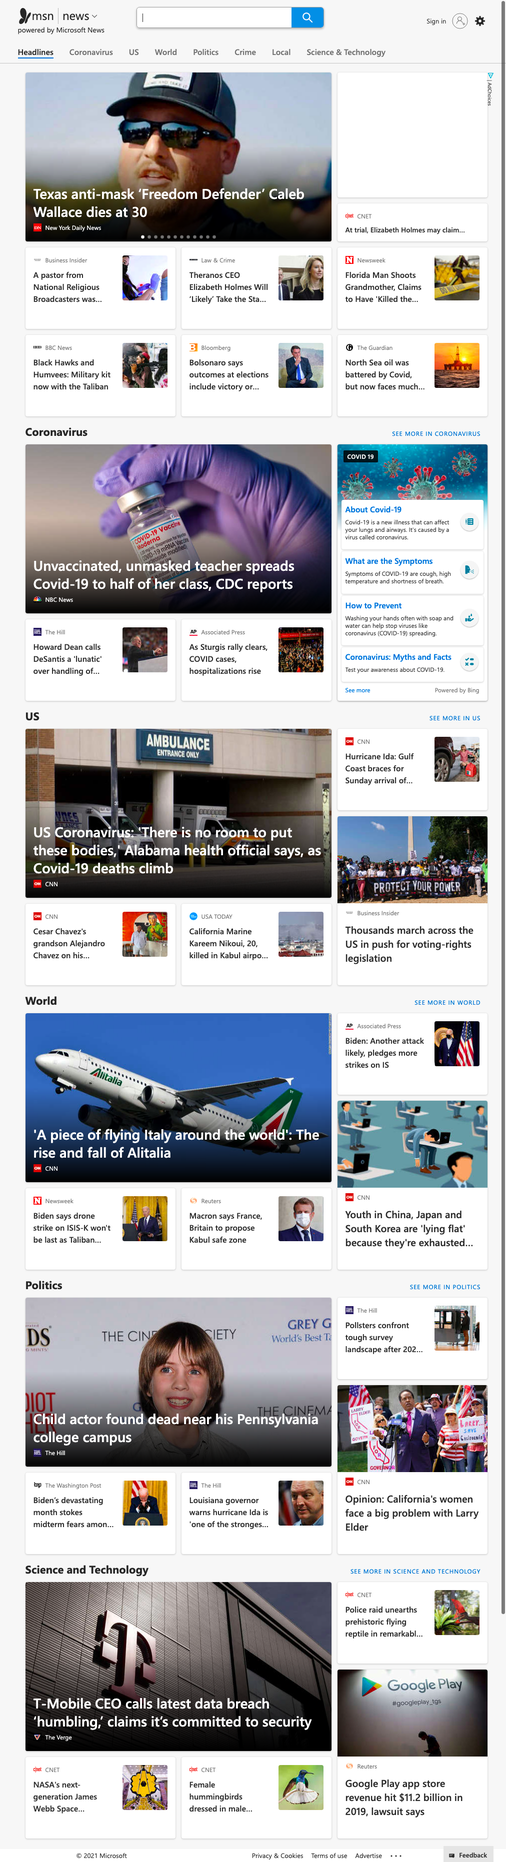 msn | news
powered by Microsoft News
Sign in
Headlines Coronavirus US World Politics Crime Local Science & Technology
AdChoices
Texas anti-mask ‘Freedom Defender’ Caleb
Wallace dies at 30
New York Daily News
CNET
At trial, Elizabeth Holmes may claim...
Business Insider
A pastor from
National Religious
Broadcasters was...
Law & Crime
Theranos CEO
Elizabeth Holmes Will
‘Likely’ Take the Sta...
Newsweek
Florida Man Shoots
Grandmother, Claims
to Have 'Killed the...
BBC News
Black Hawks and
Humvees: Military kit
now with the Taliban
Bloomberg
Bolsonaro says
outcomes at elections
include victory or...
The Guardian
North Sea oil was
battered by Covid,
but now faces much...
Coronavirus
SEE MORE IN CORONAVIRUS
COVID-19 Vaccine
Moderna
Unvaccinated, unmasked teacher spreads
Covid-19 to half of her class, CDC reports
NBC News
COVID 19
About Covid-19
Covid-19 is a new illness that can affect
your lungs and airways. It's caused by a
virus called coronavirus.
What are the Symptoms
Symptoms of COVID-19 are cough, high
temperature and shortness of breath.
How to Prevent
Washing your hands often with soap and
water can help stop viruses like
coronavirus (COVID-19) spreading.
Coronavirus: Myths and Facts
Test your awareness about COVID-19.
See more
Powered by Bing
The Hill
Howard Dean calls
DeSantis a 'lunatic'
over handling of...
Associated Press
As Sturgis rally clears,
COVID cases,
hospitalizations rise
US
SEE MORE IN US
AMBULANCE
ENTRANCE ONLY
US Coronavirus: 'There is no room to put
these bodies,' Alabama health official says, as
Covid-19 deaths climb
CNN
CNN
Hurricane Ida: Gulf
Coast braces for
Sunday arrival of...
PROTECT YOUR POWER
Business Insider
Thousands march across the
US in push for voting-rights
legislation
CNN
Cesar Chavez's
grandson Alejandro
Chavez on his...
USA TODAY
California Marine
Kareem Nikoui, 20,
killed in Kabul airpo...
World
SEE MORE IN WORLD
Alitalia
'A piece of flying Italy around the world': The
rise and fall of Alitalia
CNN
Associated Press
Biden: Another attack
likely, pledges more
strikes on IS
CNN
Youth in China, Japan and
South Korea are 'lying flat'
because they're exhausted...
Newsweek
Biden says drone
strike on ISIS-K won't
be last as Taliban...
Reuters
Macron says France,
Britain to propose
Kabul safe zone
Politics
SEE MORE IN POLITICS
GREY G
World's Best Ta
Child actor found dead near his Pennsylvania
college campus
The Hill
The Hill
Pollsters confront
tough survey
landscape after 202...
CNN
Opinion: California's women
face a big problem with Larry
Elder
The Washington Post
Biden's devastating
month stokes
midterm fears amon...
The Hill
Louisiana governor
warns hurricane Ida is
'one of the stronges...
Science and Technology
SEE MORE IN SCIENCE AND TECHNOLOGY
T-Mobile CEO calls latest data breach
‘humbling,’ claims it’s committed to security
The Verge
CNET
Police raid unearths
prehistoric flying
reptile in remarkabl...
Google Play
#googleplay_tgs
Reuters
Google Play app store
revenue hit $11.2 billion in
2019, lawsuit says
CNET
NASA's next-
generation James
Webb Space...
CNET
Female
hummingbirds
dressed in male...
© 2021 Microsoft
Privacy & Cookies Terms of use Advertise ...
Feedback